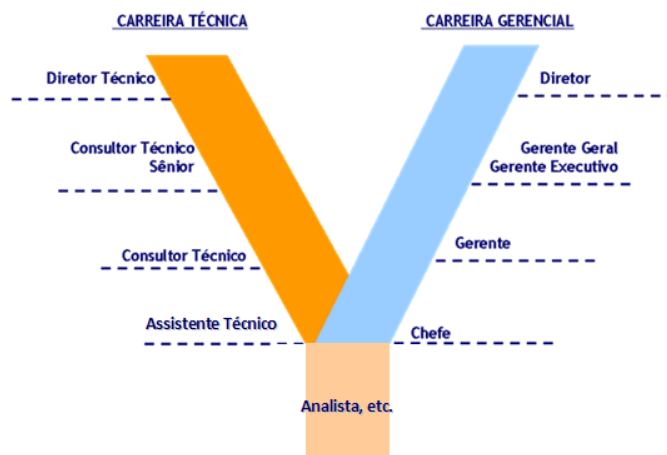 CARREIRA TÉCNICA
CARREIRA GERENCIAL
Diretor Técnico
Diretor
Consultor Técnico
Sênior
Gerente Geral
Gerente Executivo
Consultor Técnico
Gerente
Assistente Técnico
Chefe
Analista, etc.